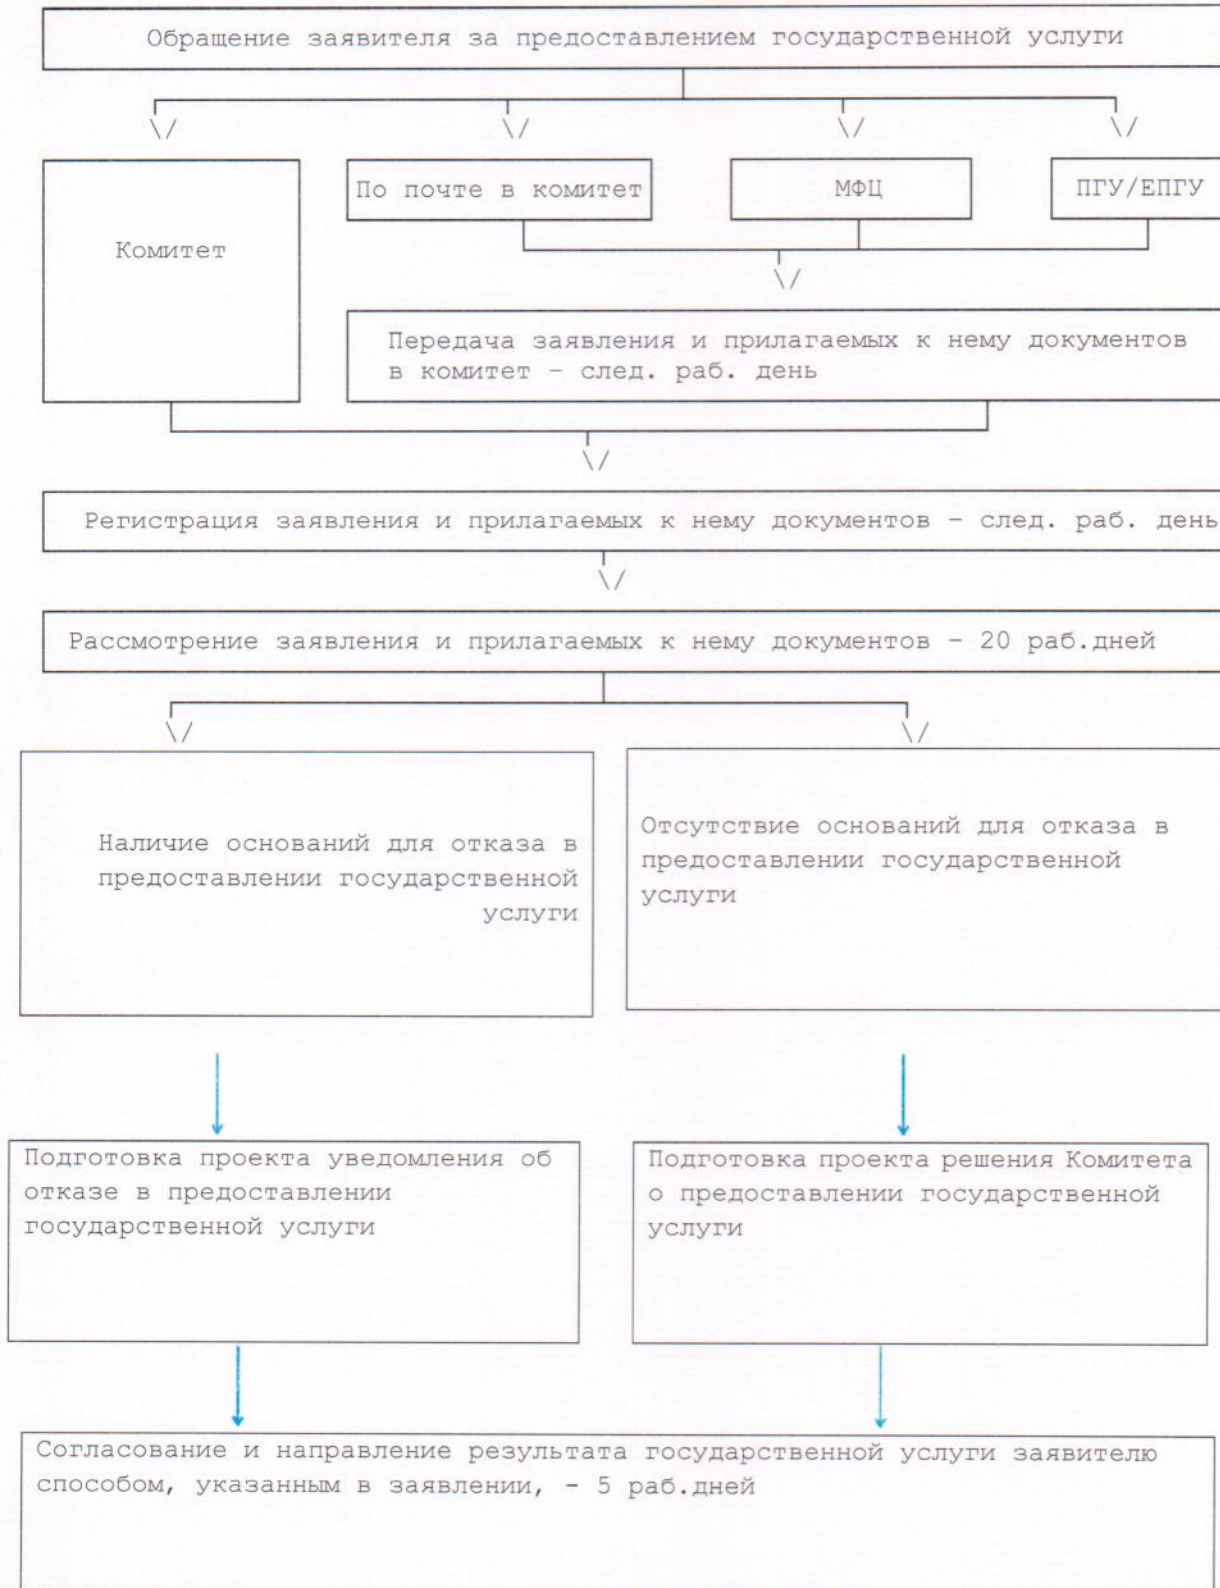 Обращение заявителя за предоставлением государственной услуги
\/ \/ \/ \/
Комитет
По почте в комитет
МФЦ
ПГУ/ЕПГУ
\/
Передача заявления и прилагаемых к нему документов
в комитет – след. раб. день
\/
Регистрация заявления и прилагаемых к нему документов – след. раб. день
\/
Рассмотрение заявления и прилагаемых к нему документов – 20 раб.дней
\/ \/
Наличие оснований для отказа в
предоставлении государственной
услуги
Отсутствие оснований для отказа в
предоставлении государственной
услуги
Подготовка проекта уведомления об
отказе в предоставлении
государственной услуги
Подготовка проекта решения Комитета
о предоставлении государственной
услуги
Согласование и направление результата государственной услуги заявителю
способом, указанным в заявлении, - 5 раб.дней